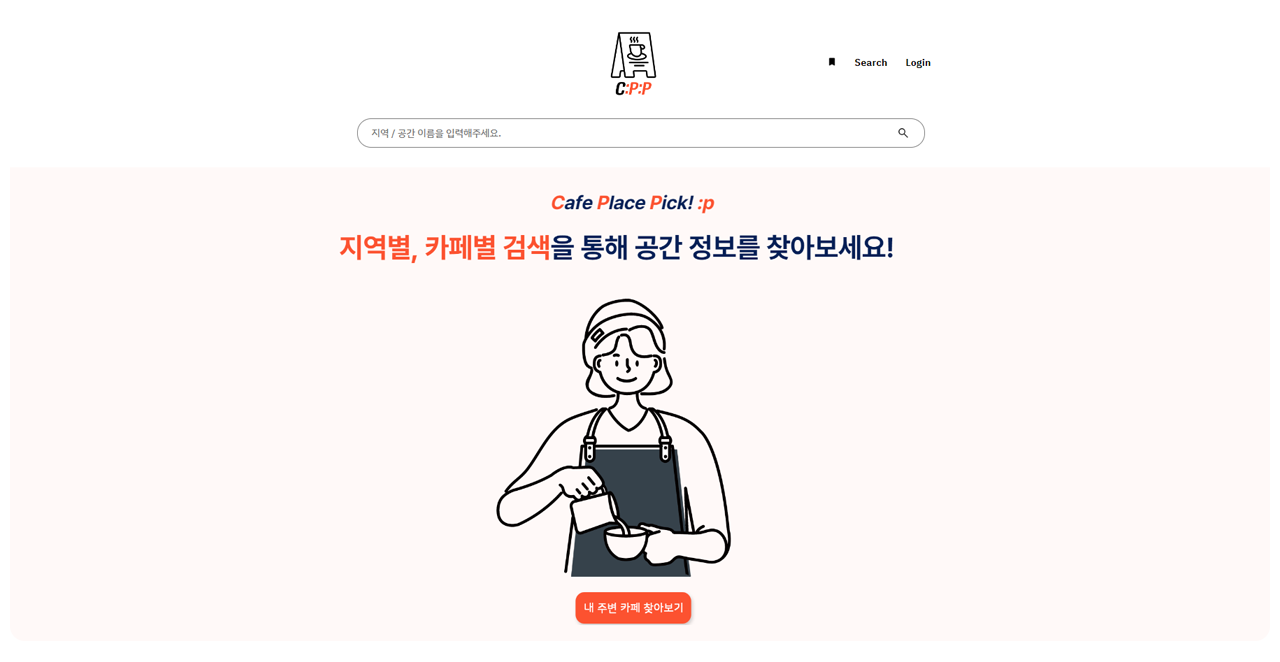 C:P:P
Search Login
지역 / 공간 이름을 입력해주세요.
Cafe Place Pick! :p
지역별, 카페별 검색을 통해 공간 정보를 찾아보세요!
내 주변 카페 찾아보기